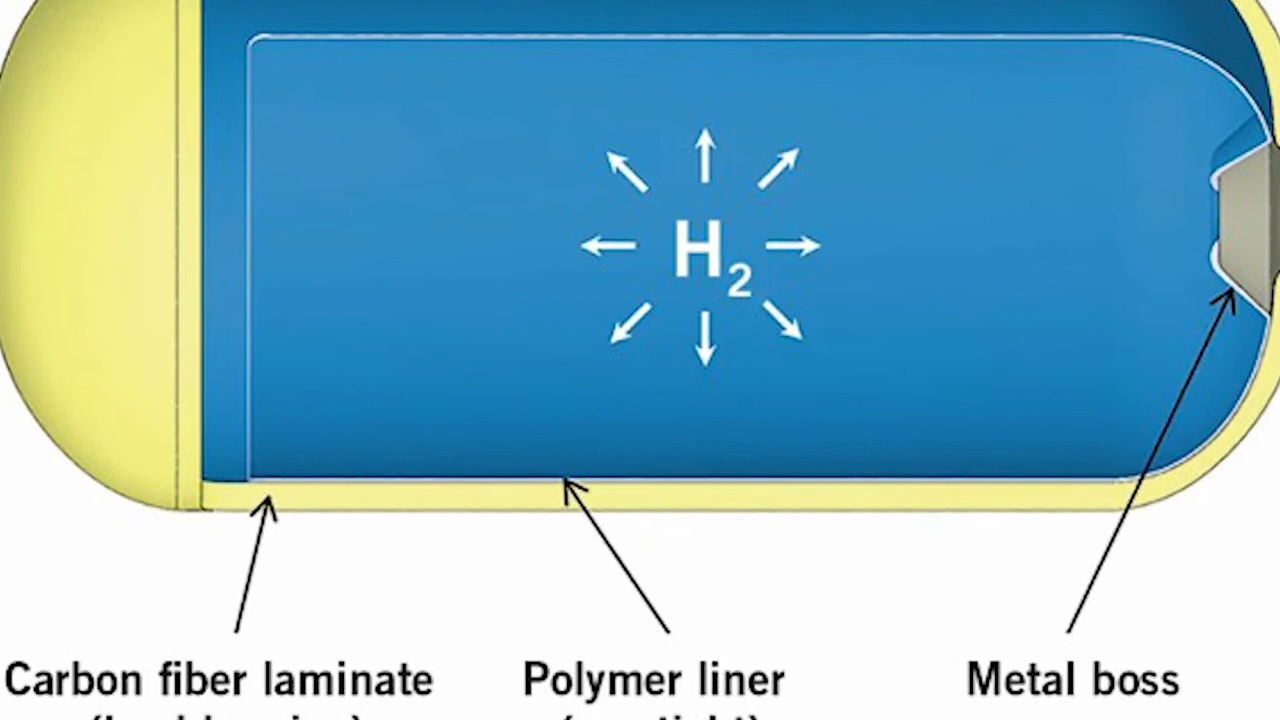 H2
Carbon fiber laminate
Polymer liner
Metal boss